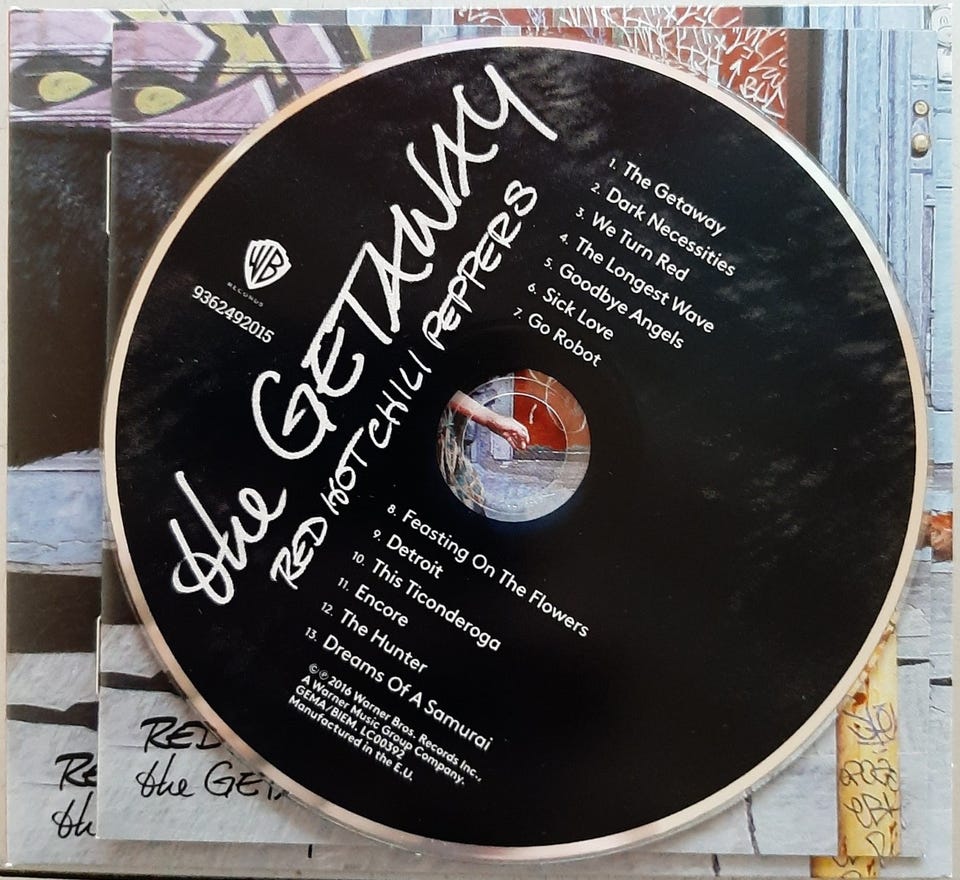 the GETAWAY
RED HOT CHILI PEPPERS
WB
RECORDS
9362492015
1. The Getaway
2. Dark Necessities
3. We Turn Red
4. The Longest Wave
5. Goodbye Angels
6. Sick Love
7. Go Robot
8. Feasting On The Flowers
9. Detroit
10. This Ticonderoga
11. Encore
12. The Hunter
13. Dreams Of A Samurai
©℗ 2016 Warner Bros. Records Inc.,
A Warner Music Group Company.
GEMA/BIEM. LC00392
Manufactured in the E.U.
RED
the GETA
RE
th